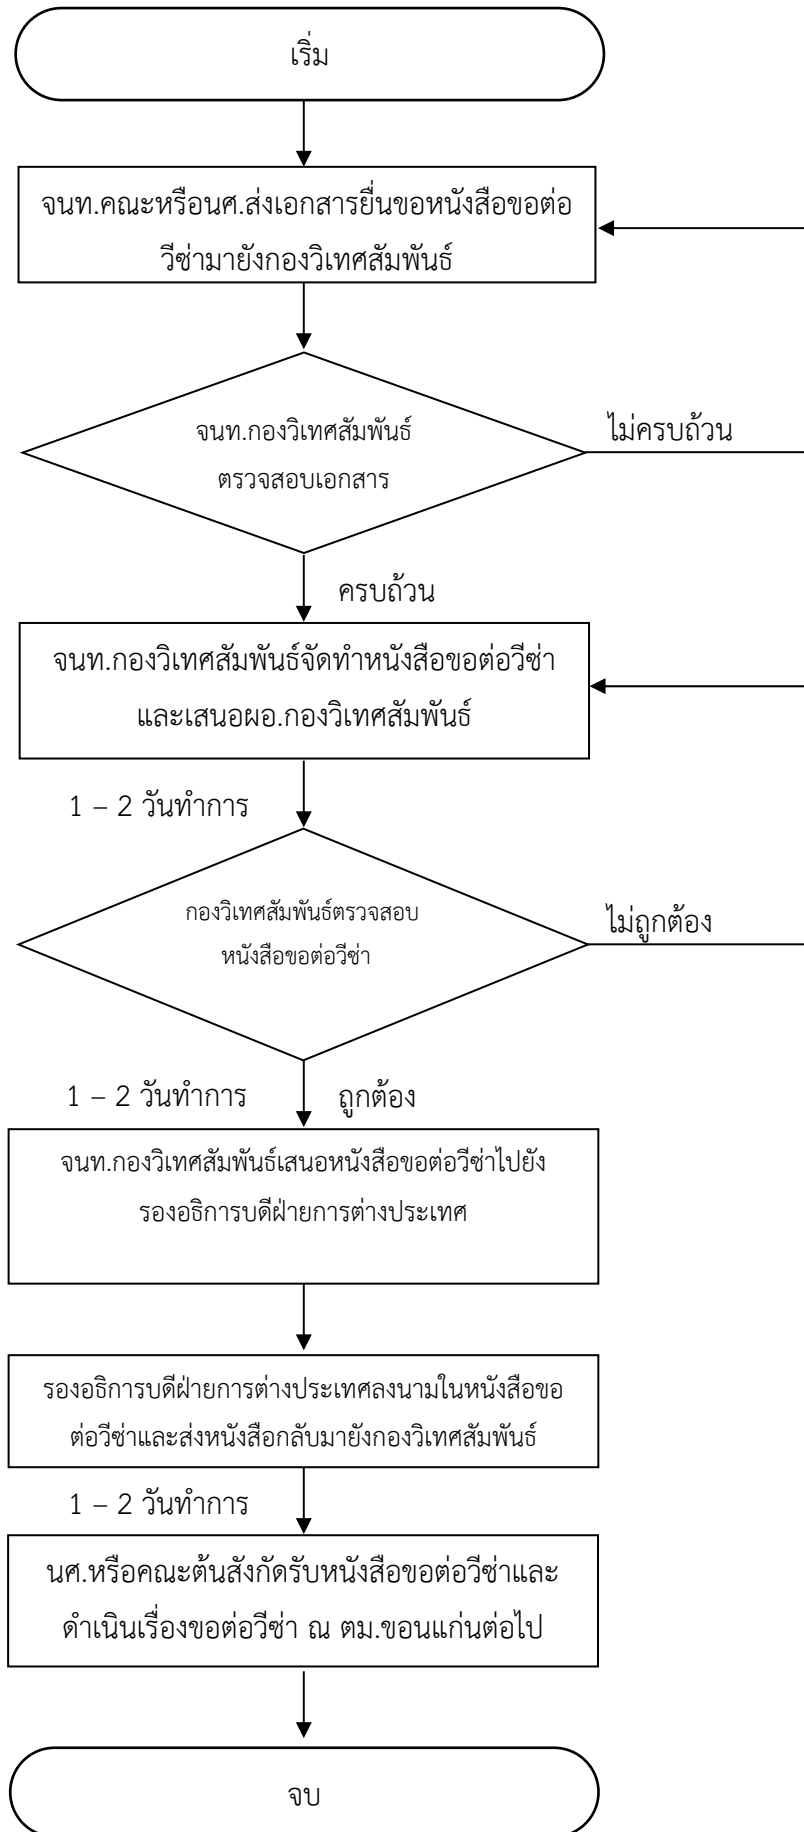 เริ่ม
จนท.คณะหรือนศ.ส่งเอกสารยื่นขอหนังสือขอต่อ
วีซ่ามายังกองวิเทศสัมพันธ์
จนท.กองวิเทศสัมพันธ์
ตรวจสอบเอกสาร
ไม่ครบถ้วน
ครบถ้วน
จนท.กองวิเทศสัมพันธ์จัดทำหนังสือขอต่อวีซ่า
และเสนอผอ.กองวิเทศสัมพันธ์
1 – 2 วันทำการ
กองวิเทศสัมพันธ์ตรวจสอบ
หนังสือขอต่อวีซ่า
ไม่ถูกต้อง
1 – 2 วันทำการ
ถูกต้อง
จนท.กองวิเทศสัมพันธ์เสนอหนังสือขอต่อวีซ่าไปยัง
รองอธิการบดีฝ่ายการต่างประเทศ
รองอธิการบดีฝ่ายการต่างประเทศลงนามในหนังสือขอ
ต่อวีซ่าและส่งหนังสือกลับมายังกองวิเทศสัมพันธ์
1 – 2 วันทำการ
นศ.หรือคณะต้นสังกัดรับหนังสือขอต่อวีซ่าและ
ดำเนินเรื่องขอต่อวีซ่า ณ ตม.ขอนแก่นต่อไป
จบ